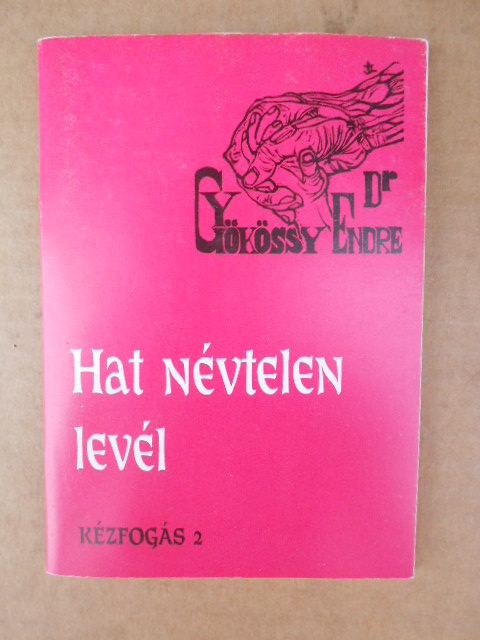 Dr
Gyökössy Endre
Hat névtelen
levél
KÉZFOGÁS 2